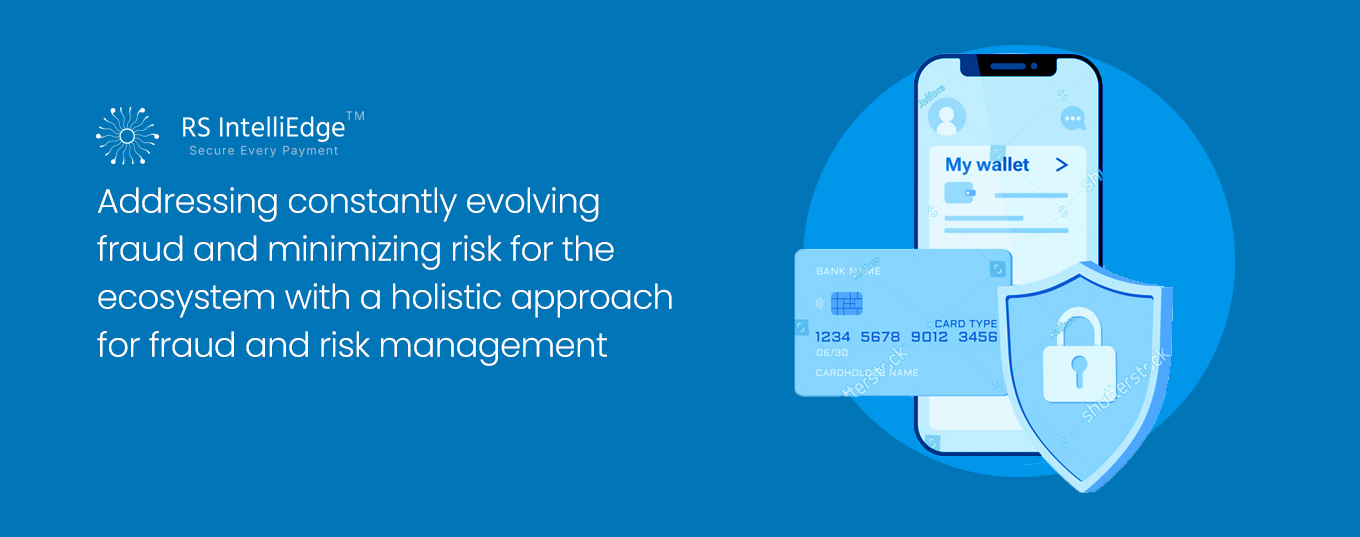 RS IntelliEdge™
Secure Every Payment
Addressing constantly evolving
fraud and minimizing risk for the
ecosystem with a holistic approach
for fraud and risk management
My wallet >
BANK NAME
CARD TYPE
1234 5678 9012 3456
06/30
CARDHOLDER NAME
shutterstock